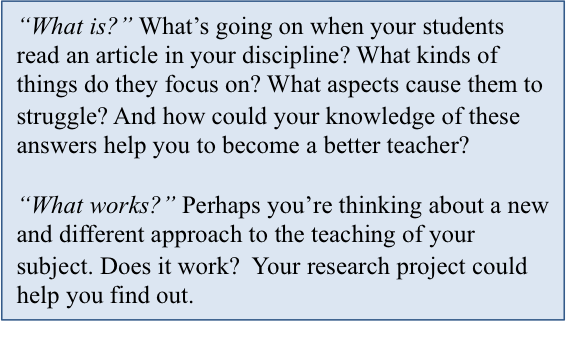 “What is?” What’s going on when your students
read an article in your discipline? What kinds of
things do they focus on? What aspects cause them to
struggle? And how could your knowledge of these
answers help you to become a better teacher?
“What works?” Perhaps you’re thinking about a new
and different approach to the teaching of your
subject. Does it work?  Your research project could
help you find out.